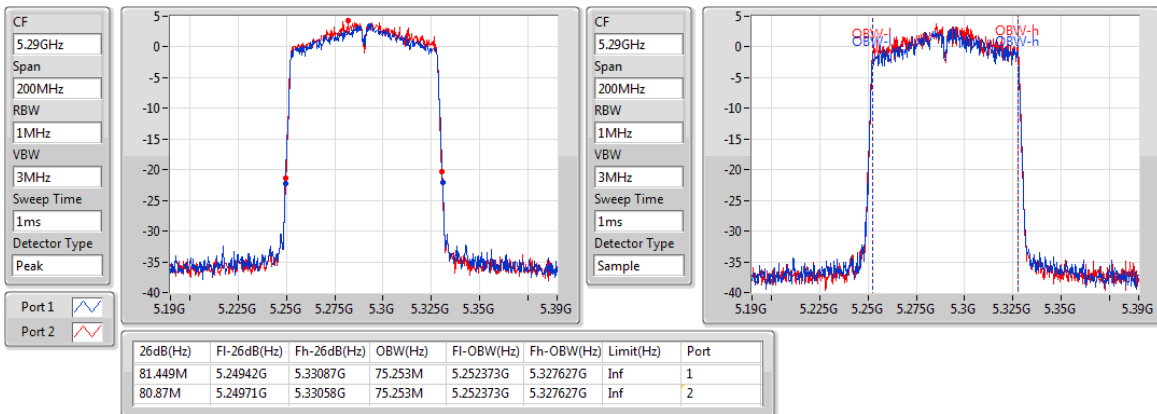 CF
5.29GHz
Span
200MHz
RBW
1MHz
VBW
3MHz
Sweep Time
1ms
Detector Type
Peak
Port 1
Port 2
5
0
-5
-10
-15
-20
-25
-30
-35
-40
5.19G 5.225G 5.25G 5.275G 5.3G 5.325G 5.35G 5.39G
CF
5.29GHz
Span
200MHz
RBW
1MHz
VBW
3MHz
Sweep Time
1ms
Detector Type
Sample
5
0
-5
-10
-15
-20
-25
-30
-35
-40
OBW-l OBW-h
OBW-l OBW-h
5.19G 5.225G 5.25G 5.275G 5.3G 5.325G 5.35G 5.39G
26dB(Hz) Fl-26dB(Hz) Fh-26dB(Hz) OBW(Hz) Fl-OBW(Hz) Fh-OBW(Hz) Limit(Hz) Port
81.449M 5.24942G 5.33087G 75.253M 5.252373G 5.327627G Inf 1
80.87M 5.24971G 5.33058G 75.253M 5.252373G 5.327627G Inf 2